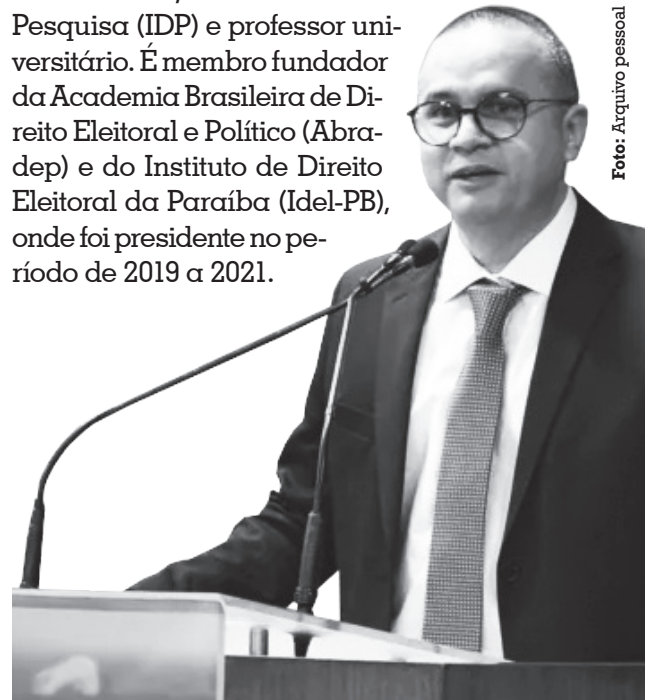 Pesquisa (IDP) e professor uni-
versitário. É membro fundador
da Academia Brasileira de Di-
reito Eleitoral e Político (Abra-
dep) e do Instituto de Direito
Eleitoral da Paraíba (Idel-PB),
onde foi presidente no pe-
ríodo de 2019 a 2021.
Foto: Arquivo pessoal